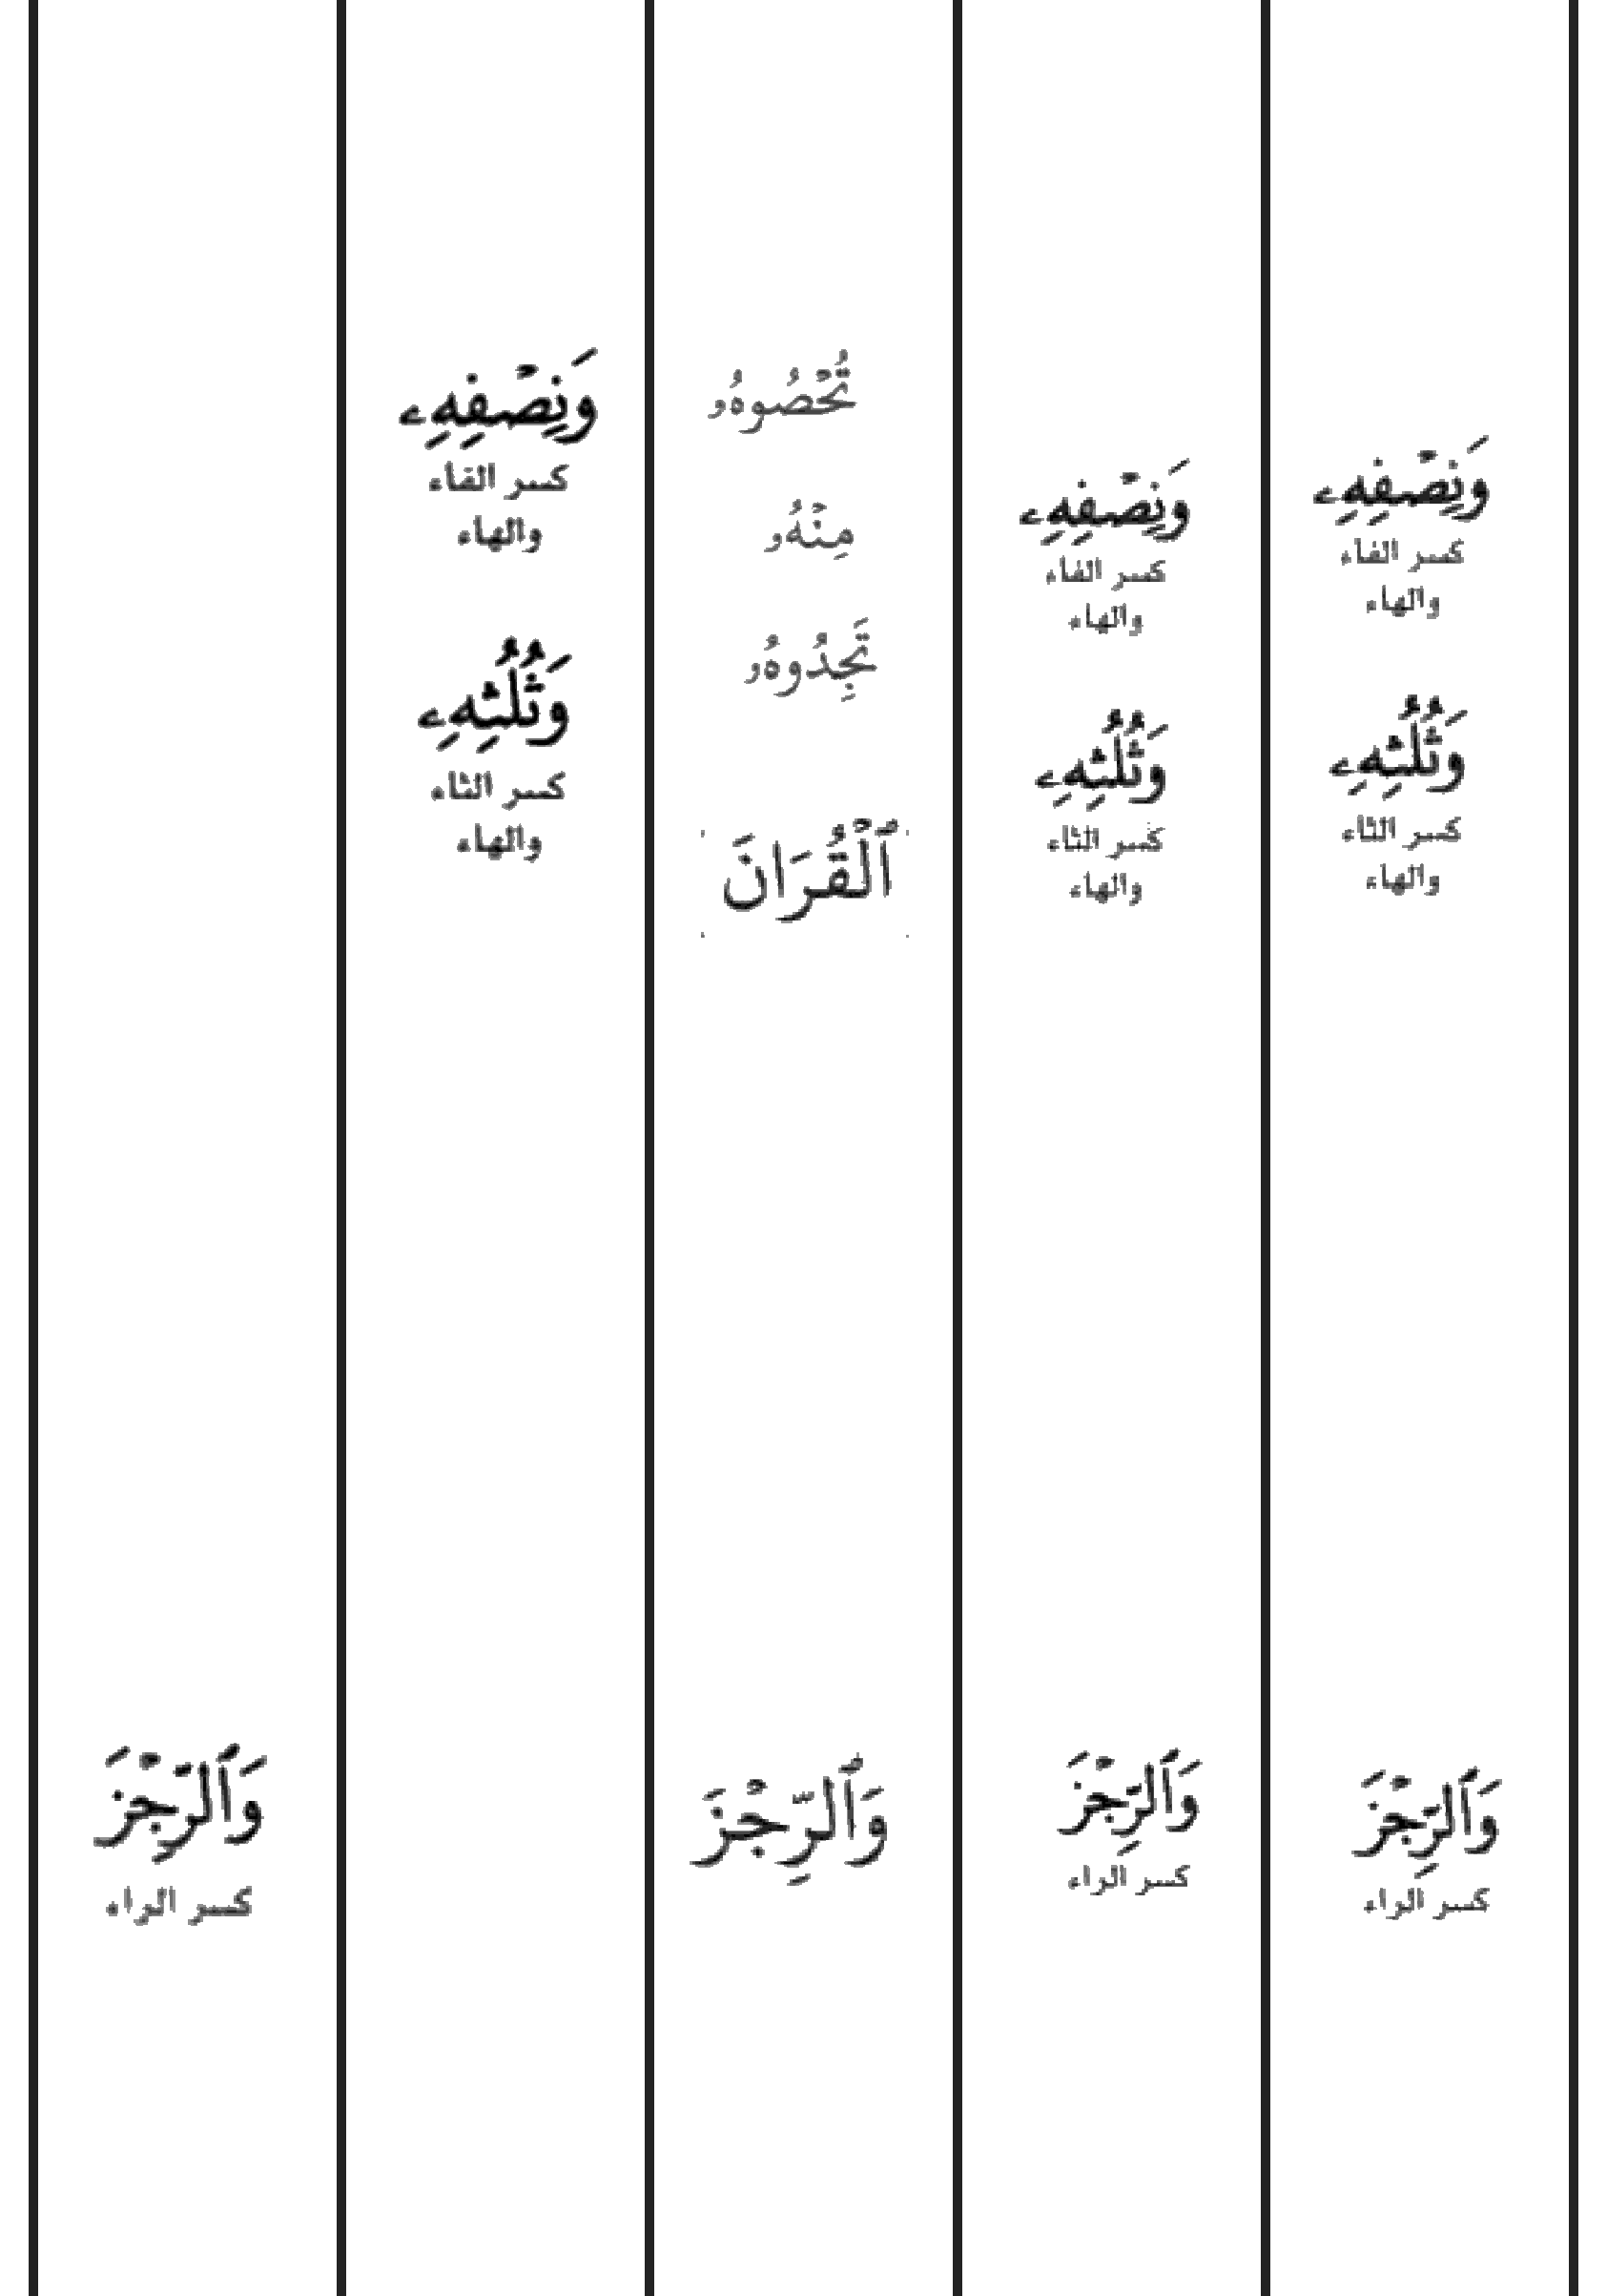 وَنِصْفِهِۦ
كسر الفاء
والهاء
وَثُلُثِهِۦ
كسر الثاء
والهاء
وَٱلرِّجْزَ
كسر الراء
وَنِصْفِهِۦ
كسر الفاء
والهاء
وَثُلُثِهِۦ
كسر الثاء
والهاء
وَٱلرِّجْزَ
كسر الراء
تُحْصُوهُۥ
مِنْهُۥ
تَجِدُوهُۥ
ٱلْقُرَانَ
وَٱلرِّجْزَ
وَنِصْفِهِۦ
كسر الفاء
والهاء
وَثُلُثِهِۦ
كسر الثاء
والهاء
وَٱلرِّجْزَ
كسر الراء